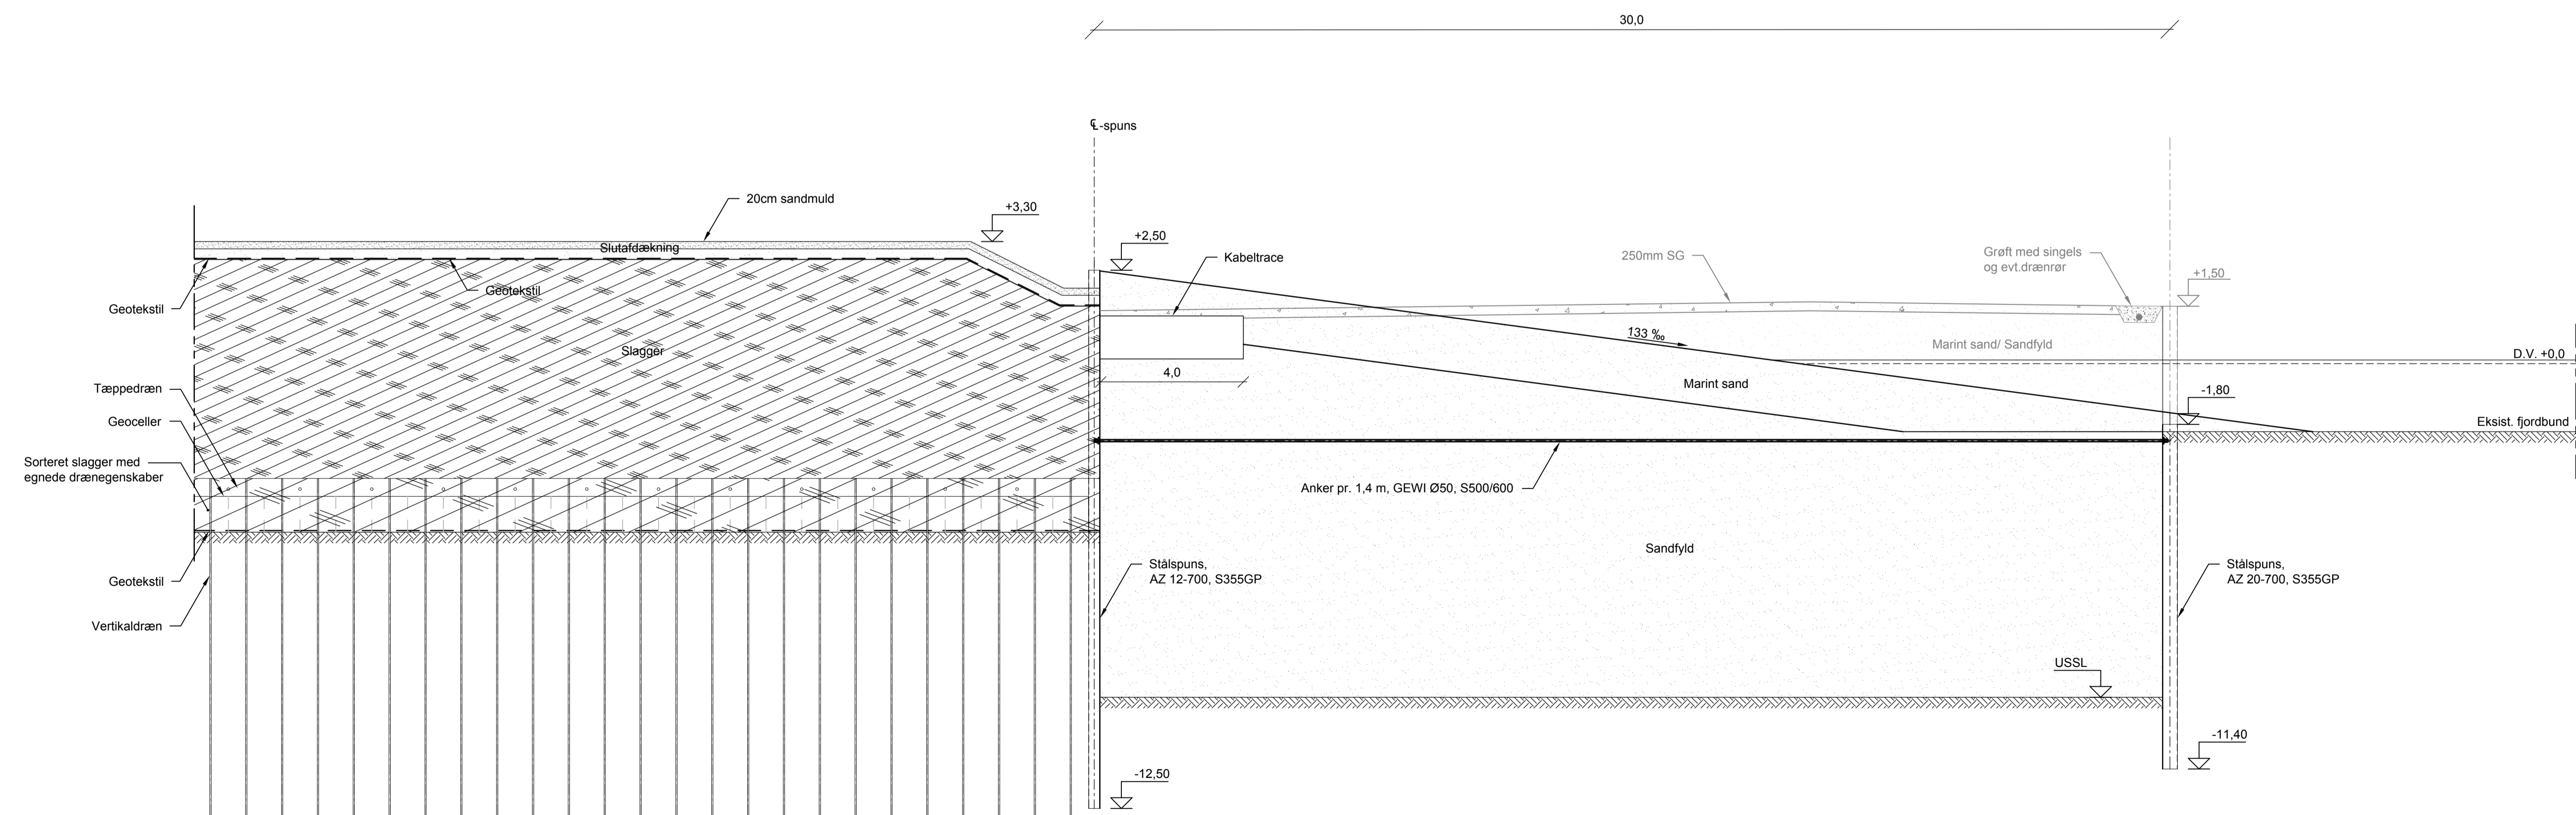 30,0
℄-spuns
20cm sandmuld
+3,30
+2,50
Slutafdækning
Kabeltrace
250mm SG
Grøft med singels
og evt.drænrør
+1,50
Geotekstil
Geotekstil
133 ‰
Marint sand/ Sandfyld
Slagger
D.V. +0,0
4,0
Marint sand
-1,80
Tæppedræn
Geoceller
Eksist. fjordbund
Sorteret slagger med
egnede drænegenskaber
Anker pr. 1,4 m, GEWI Ø50, S500/600
Sandfyld
Geotekstil
Stålspuns,
AZ 12-700, S355GP
Stålspuns,
AZ 20-700, S355GP
Vertikaldræn
USSL
-11,40
-12,50